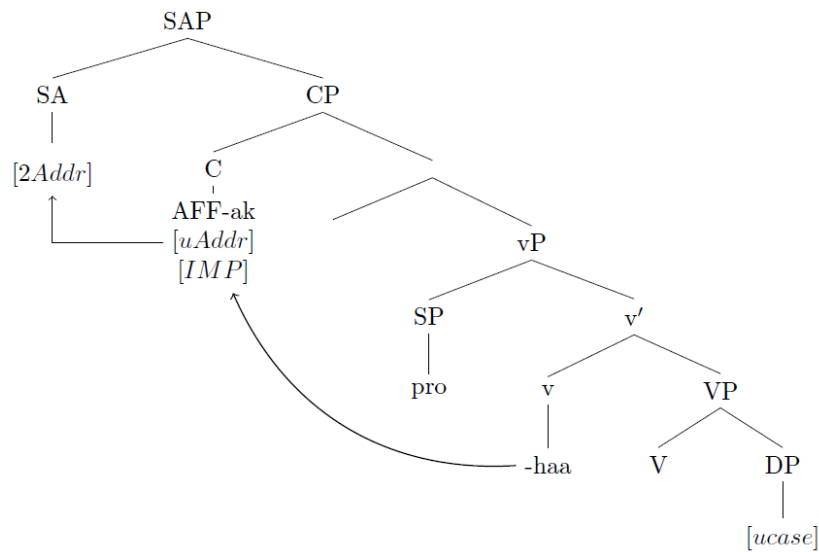 SAP
SA CP
[2Addr] C
AFF-ak
[uAddr] vP
[IMP]
SP v′
pro v VP
-haa V DP
[ucase]